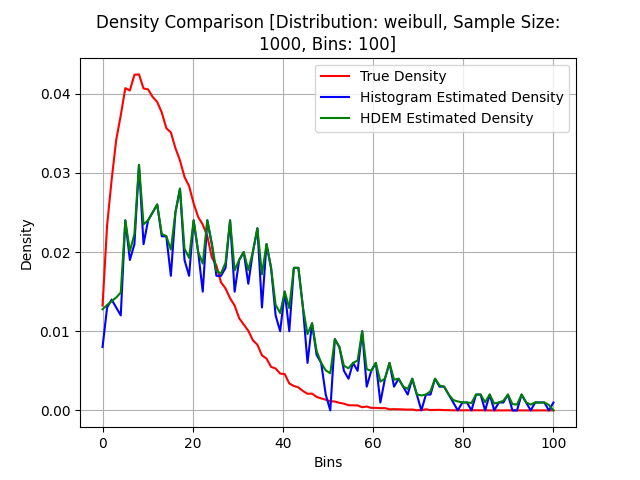 Density Comparison [Distribution: weibull, Sample Size:
1000, Bins: 100]
True Density
Histogram Estimated Density
HDEM Estimated Density
Density
0.04
0.03
0.02
0.01
0.00
0 20 40 60 80 100
Bins